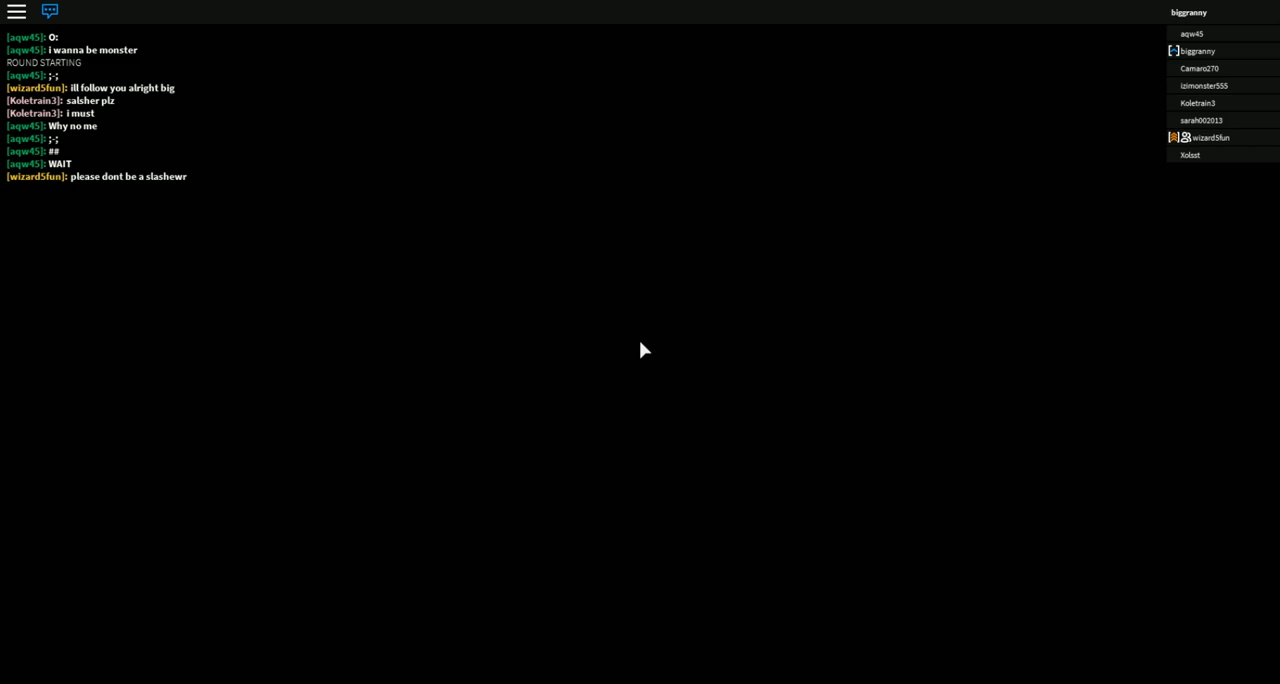 biggranny
[aqw45]: O:
[aqw45]: i wanna be monster
ROUND STARTING
[aqw45]: ;-;
[wizard5fun]: ill follow you alright big
[Koletrain3]: salsher plz
[Koletrain3]: i must
[aqw45]: Why no me
[aqw45]: ;-;
[aqw45]: ##
[aqw45]: WAIT
[wizard5fun]: please dont be a slashewr
aqw45
biggranny
Camaro270
izimonster555
Koletrain3
sarah002013
wizard5fun
Xolsst